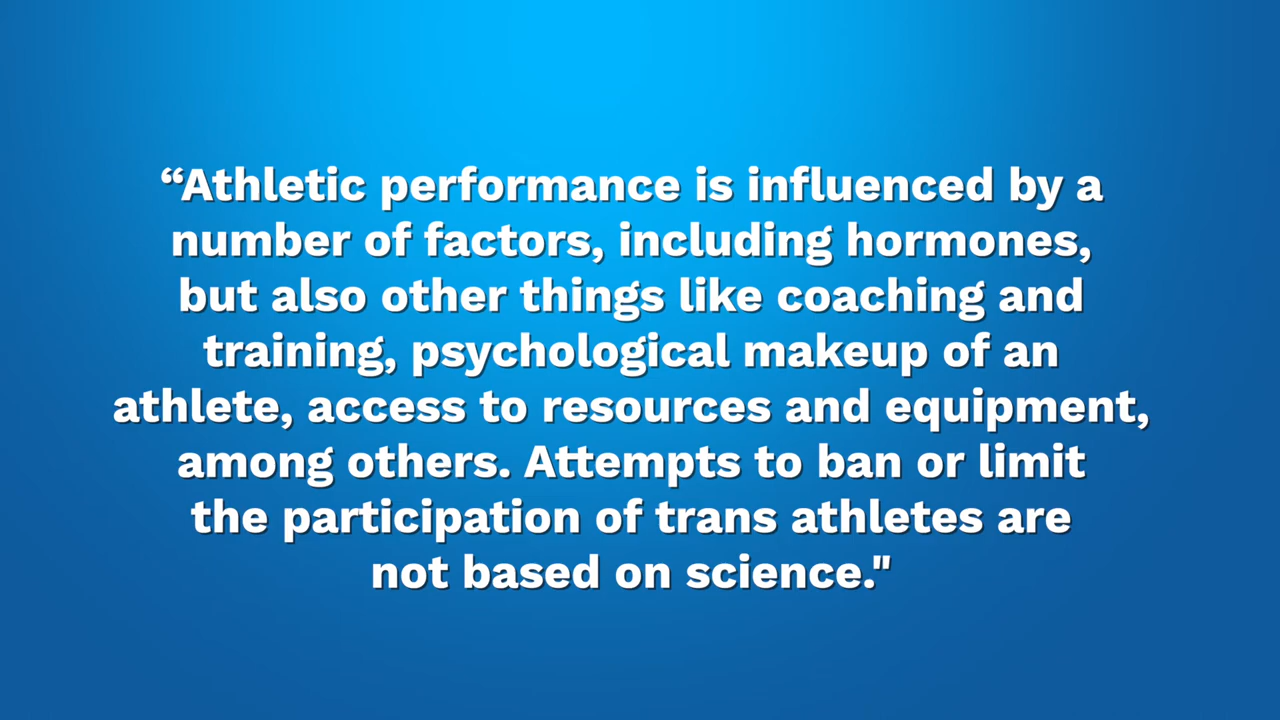 “Athletic performance is influenced by a
number of factors, including hormones,
but also other things like coaching and
training, psychological makeup of an
athlete, access to resources and equipment,
among others. Attempts to ban or limit
the participation of trans athletes are
not based on science."